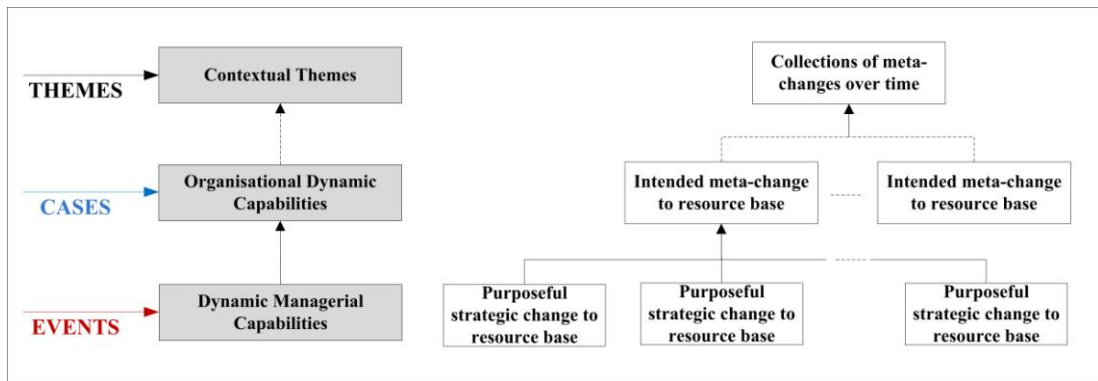 THEMES
Contextual Themes
Collections of meta-
changes over time
CASES
Organisational Dynamic
Capabilities
Intended meta-change
to resource base
Intended meta-change
to resource base
EVENTS
Dynamic Managerial
Capabilities
Purposeful
strategic change to
resource base
Purposeful
strategic change to
resource base
Purposeful
strategic change to
resource base